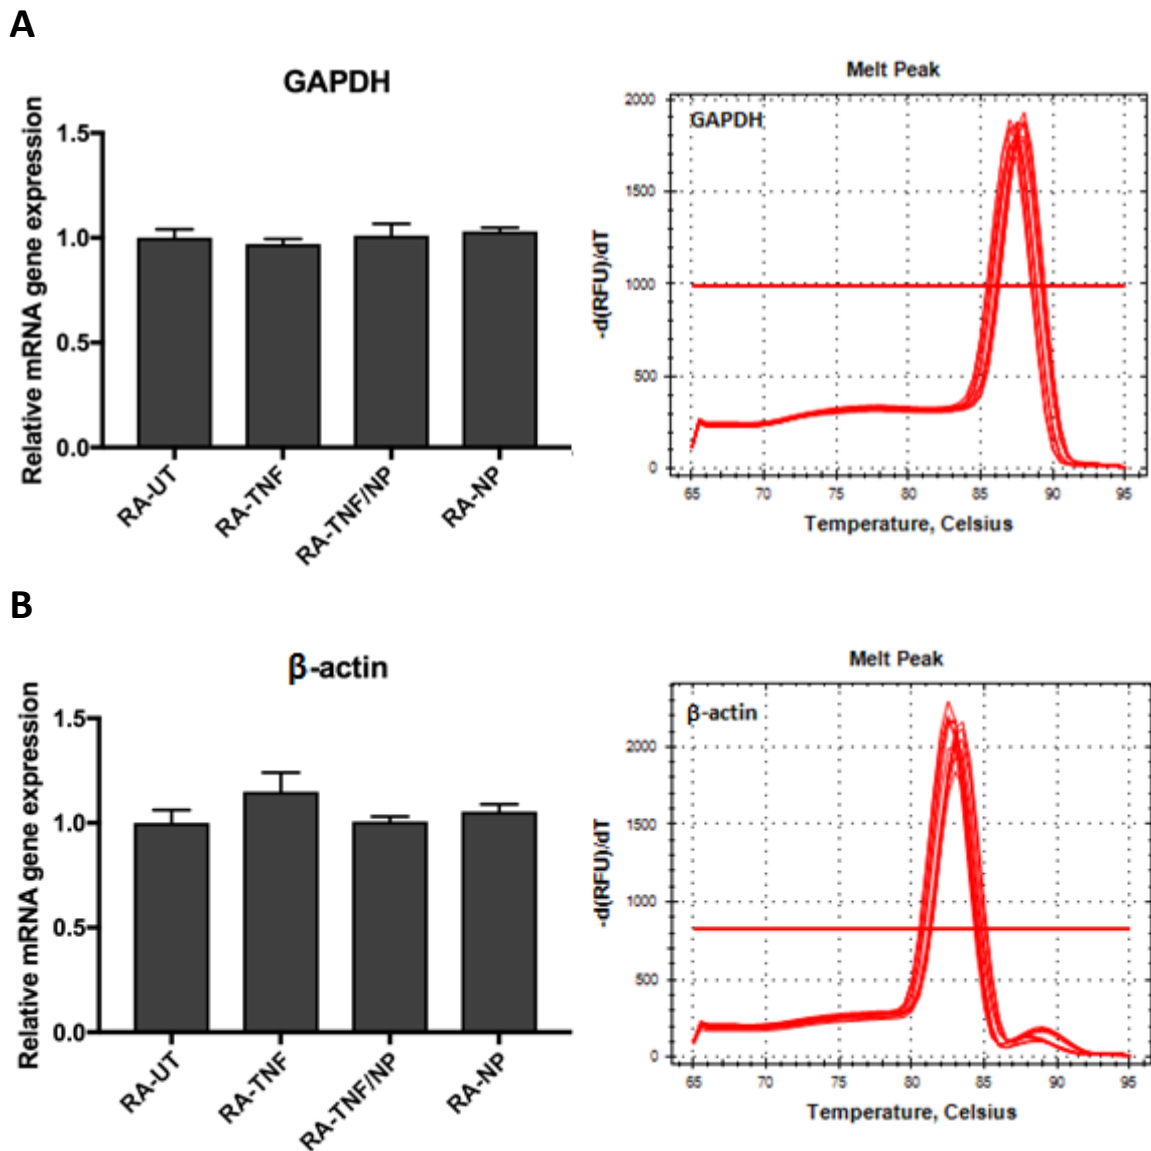 A
GAPDH
Relative mRNA gene expression
1.5
1.0
0.5
0.0
RA-UT
RA-TNF
RA-TNF/NP
RA-NP
Melt Peak
GAPDH
-d(RFU)/dT
2000
1500
1000
500
0
65 70 75 80 85 90 95
Temperature, Celsius
B
β-actin
Relative mRNA gene expression
1.5
1.0
0.5
0.0
RA-UT
RA-TNF
RA-TNF/NP
RA-NP
Melt Peak
β-actin
-d(RFU)/dT
2000
1500
1000
500
0
65 70 75 80 85 90 95
Temperature, Celsius